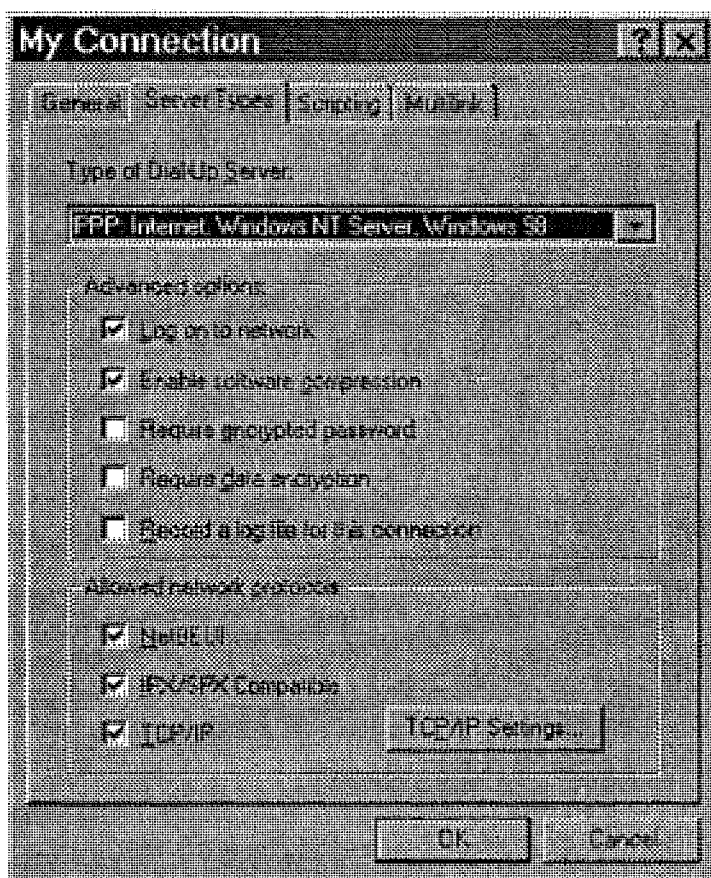 My Connection
General Server Types Scripting Multilink
Type of Dial-Up Server:
PPP: Internet, Windows NT Server, Windows 98
Advanced options:
Log on to network
Enable software compression
Require encrypted password
Require data encryption
Record a log file for this connection
Allowed network protocols:
NetBEUI
IPX/SPX Compatible
TCP/IP TCP/IP Settings...
OK Cancel